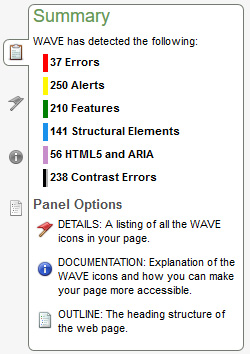 Summary
WAVE has detected the following:
37 Errors
250 Alerts
210 Features
141 Structural Elements
56 HTML5 and ARIA
238 Contrast Errors
Panel Options
DETAILS: A listing of all the WAVE
icons in your page.
DOCUMENTATION: Explanation of the
WAVE icons and how you can make
your page more accessible.
OUTLINE: The heading structure of
the web page.